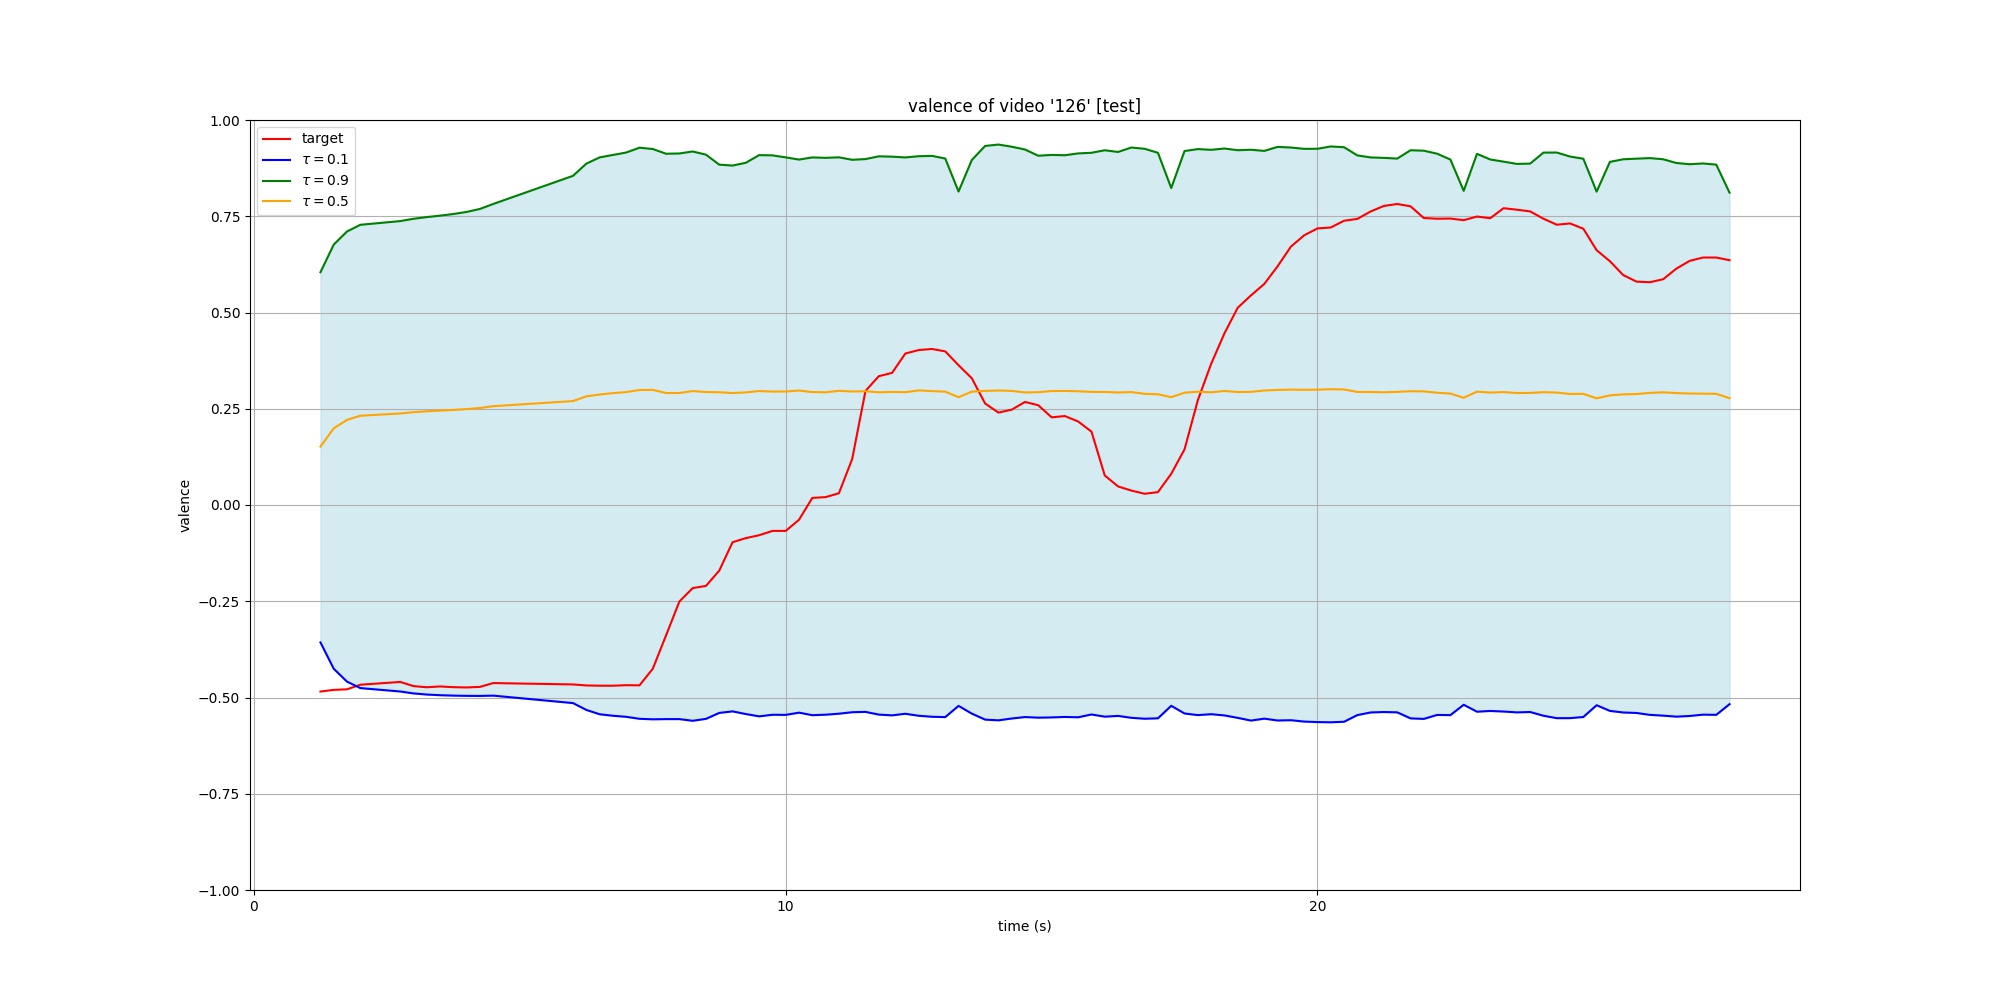 valence of video '126' [test]
target
τ = 0.1
τ = 0.9
τ = 0.5
1.00
0.75
0.50
0.25
0.00
−0.25
−0.50
−0.75
−1.00
valence
0 10 20
time (s)